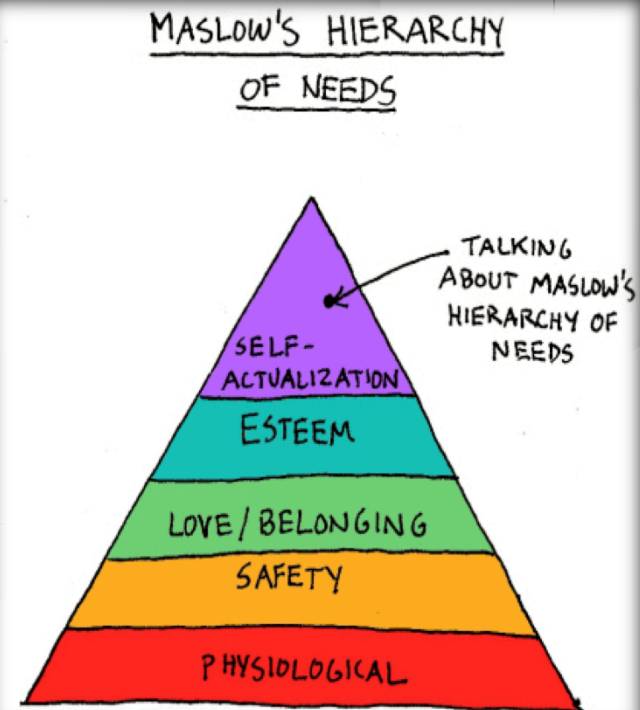 MASLOW'S HIERARCHY
OF NEEDS
TALKING
ABOUT MASLOW'S
HIERARCHY OF
NEEDS
SELF-
ACTUALIZATION
ESTEEM
LOVE/BELONGING
SAFETY
PHYSIOLOGICAL